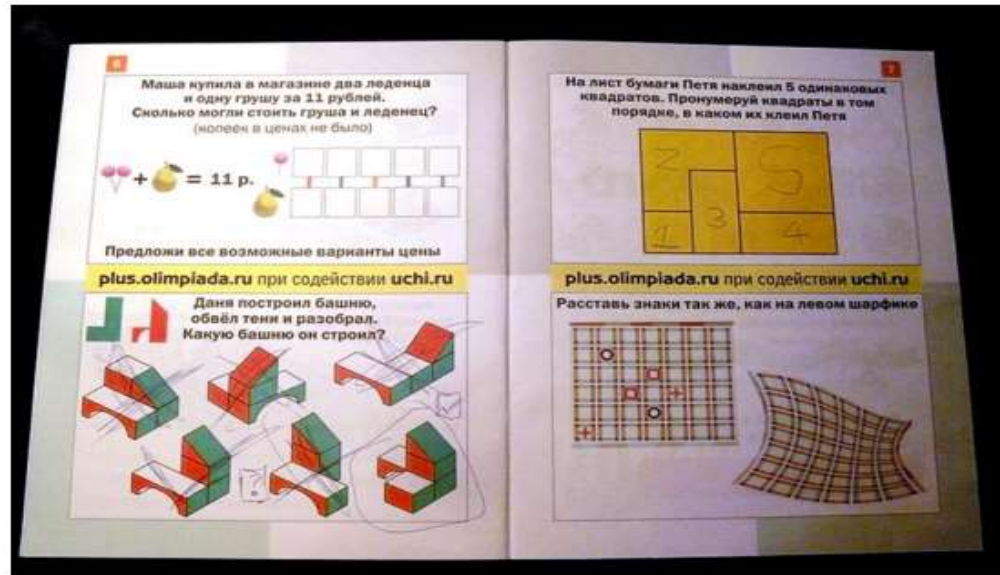 6
Маша купила в магазине два леденца
и одну грушу за 11 рублей.
Сколько могли стоить груша и леденец?
(копеек в ценах не было)
+ = 11 р.
Предложи все возможные варианты цены
plus.olimpiada.ru при содействии uchi.ru
Даня построил башню,
обвёл тени и разобрал.
Какую башню он строил?
?
7
На лист бумаги Петя наклеил 5 одинаковых
квадратов. Пронумеруй квадраты в том
порядке, в каком их клеил Петя
2 5
3
1 4
plus.olimpiada.ru при содействии uchi.ru
Расставь знаки так же, как на левом шарфике